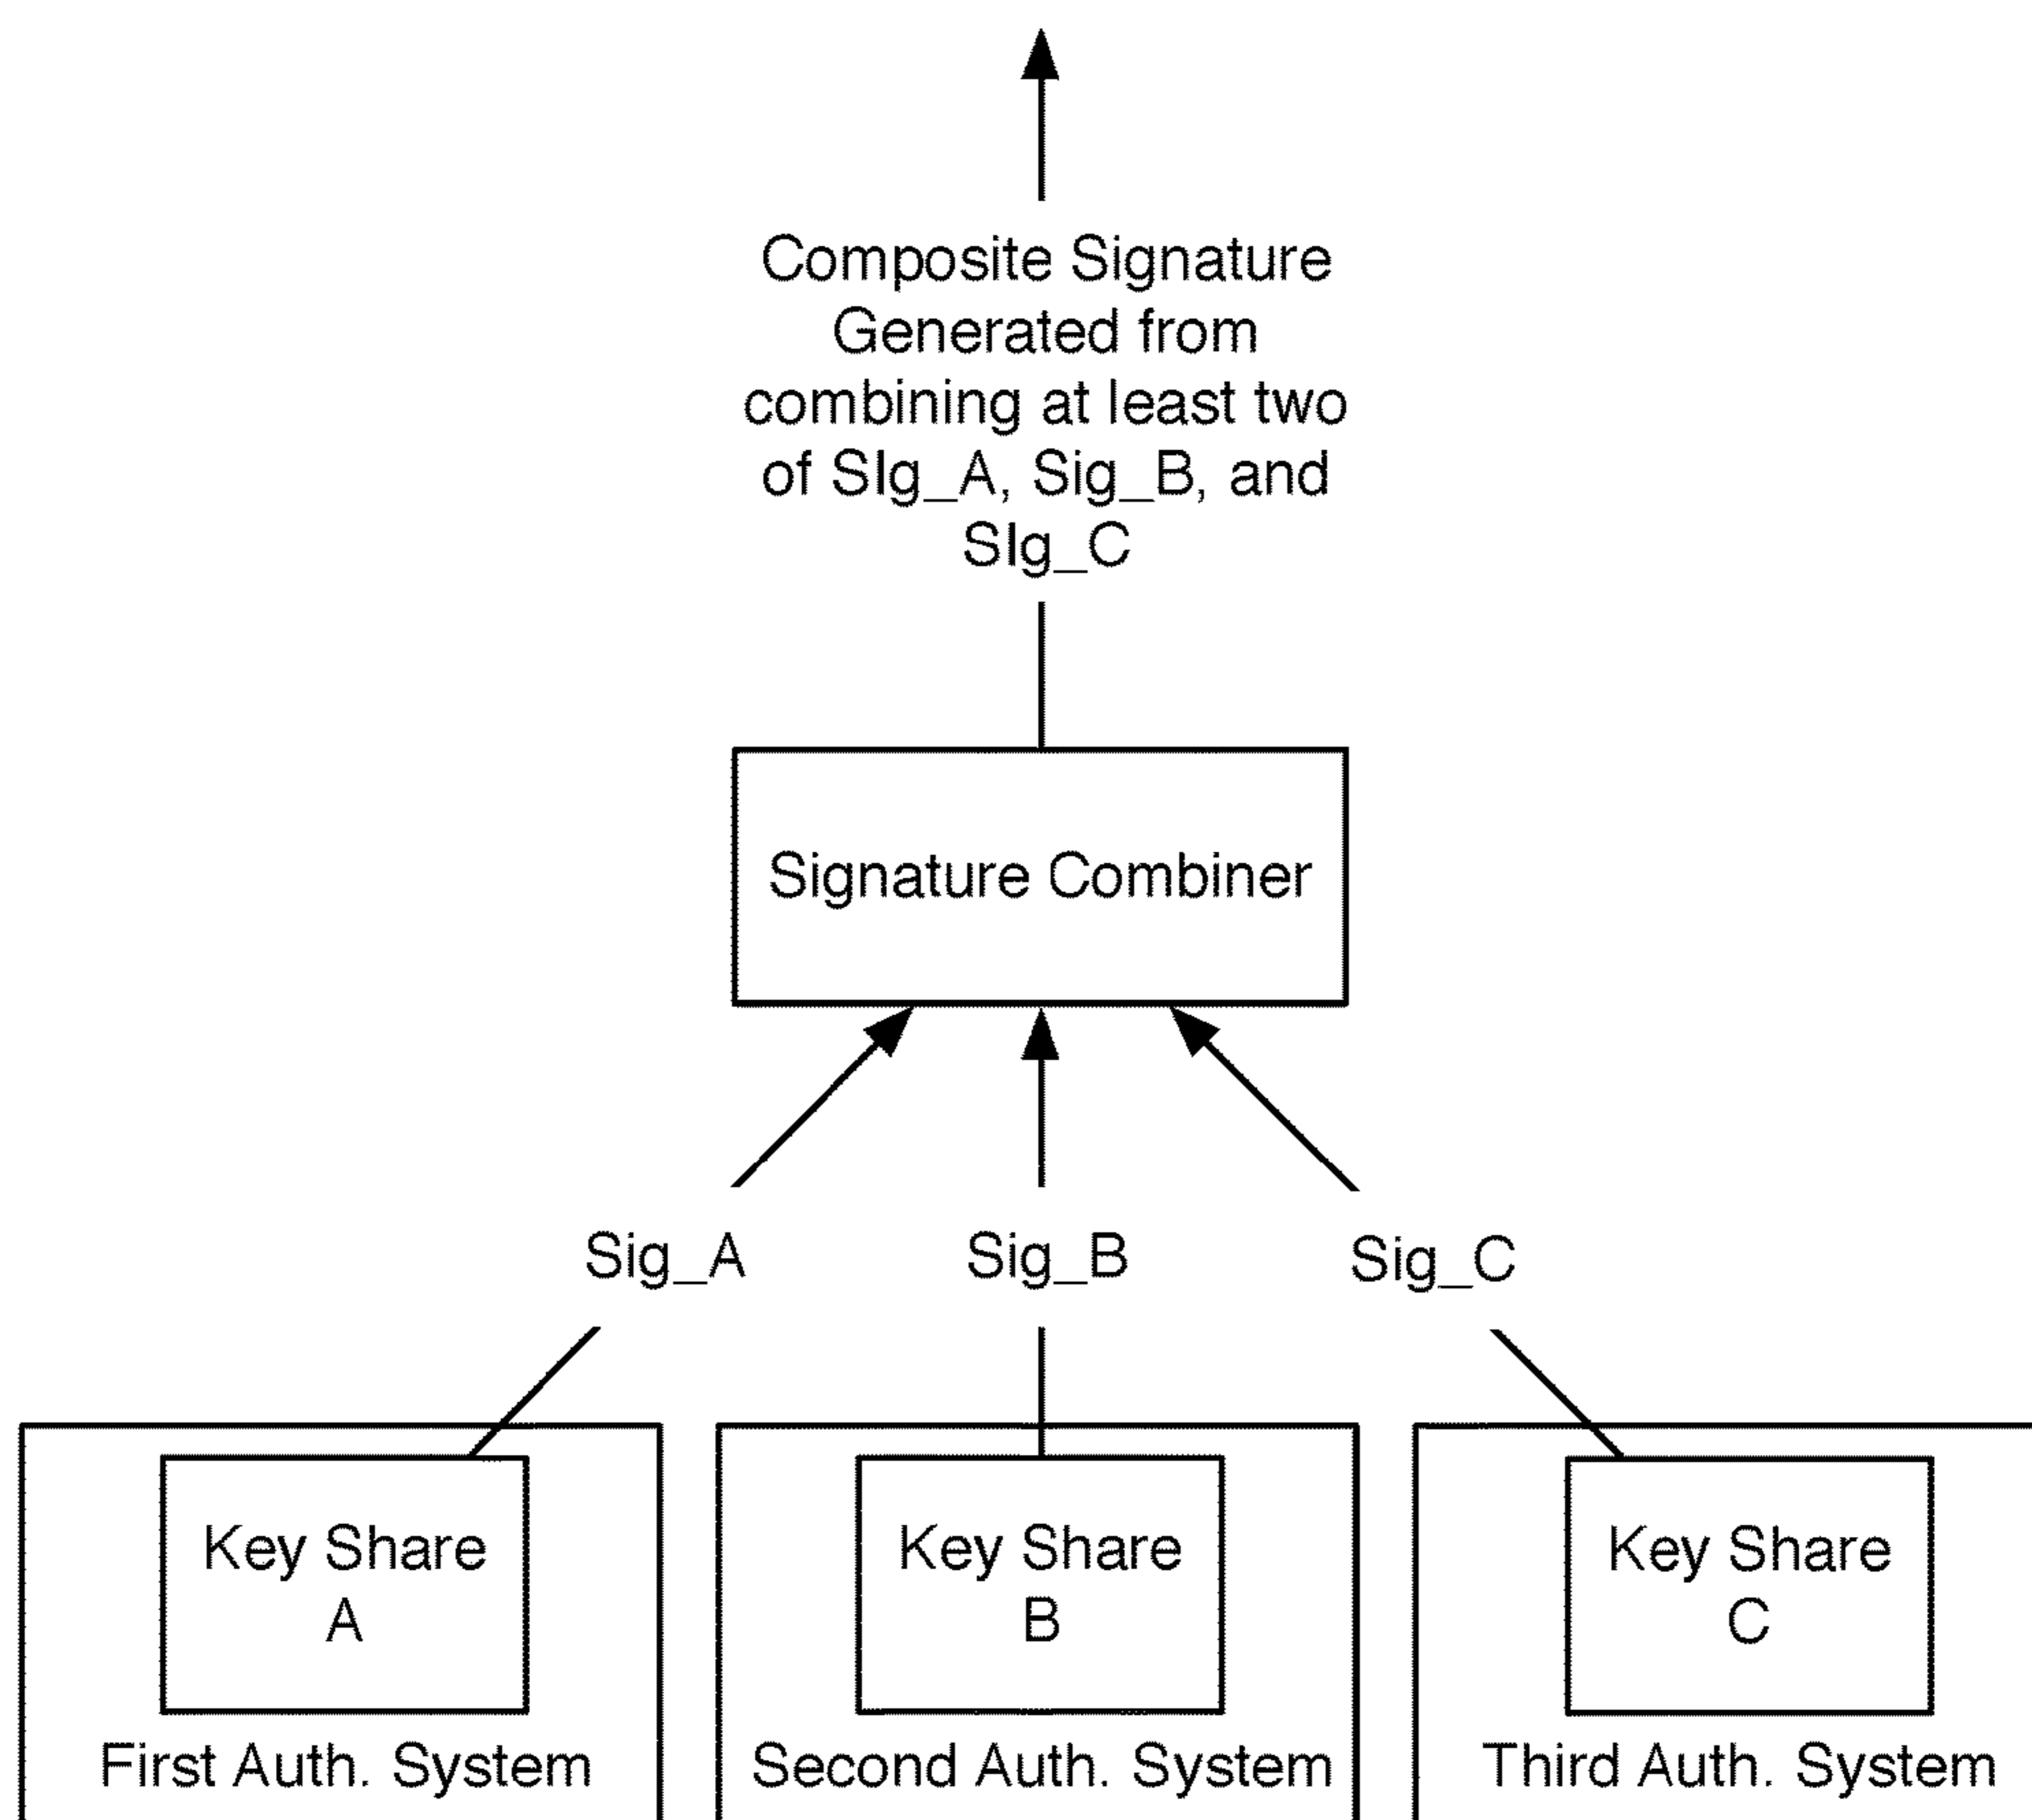 Composite Signature
Generated from
combining at least two
of SIg_A, Sig_B, and
SIg_C
Signature Combiner
Sig_A
Sig_B
Sig_C
Key Share
A
Key Share
B
Key Share
C
First Auth. System
Second Auth. System
Third Auth. System